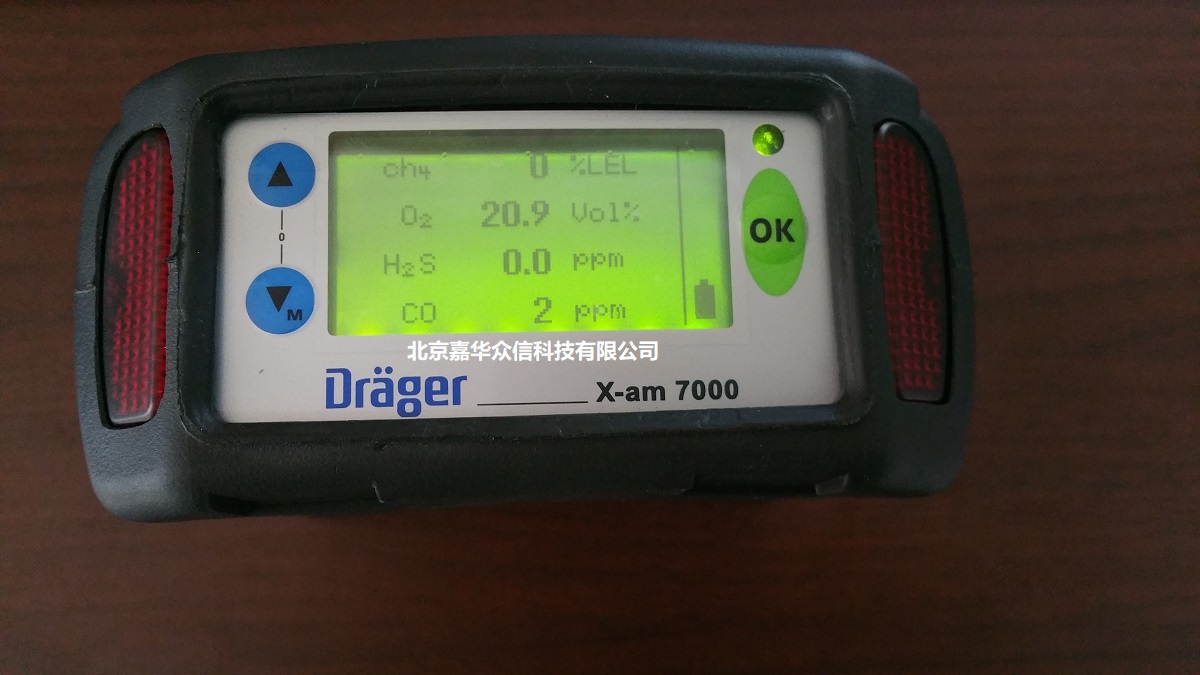 ch4 0 %LEL
O2 20.9 Vol%
H2S 0.0 ppm
CO 2 ppm
OK
0
M
北京嘉华众信科技有限公司
Dräger X-am 7000